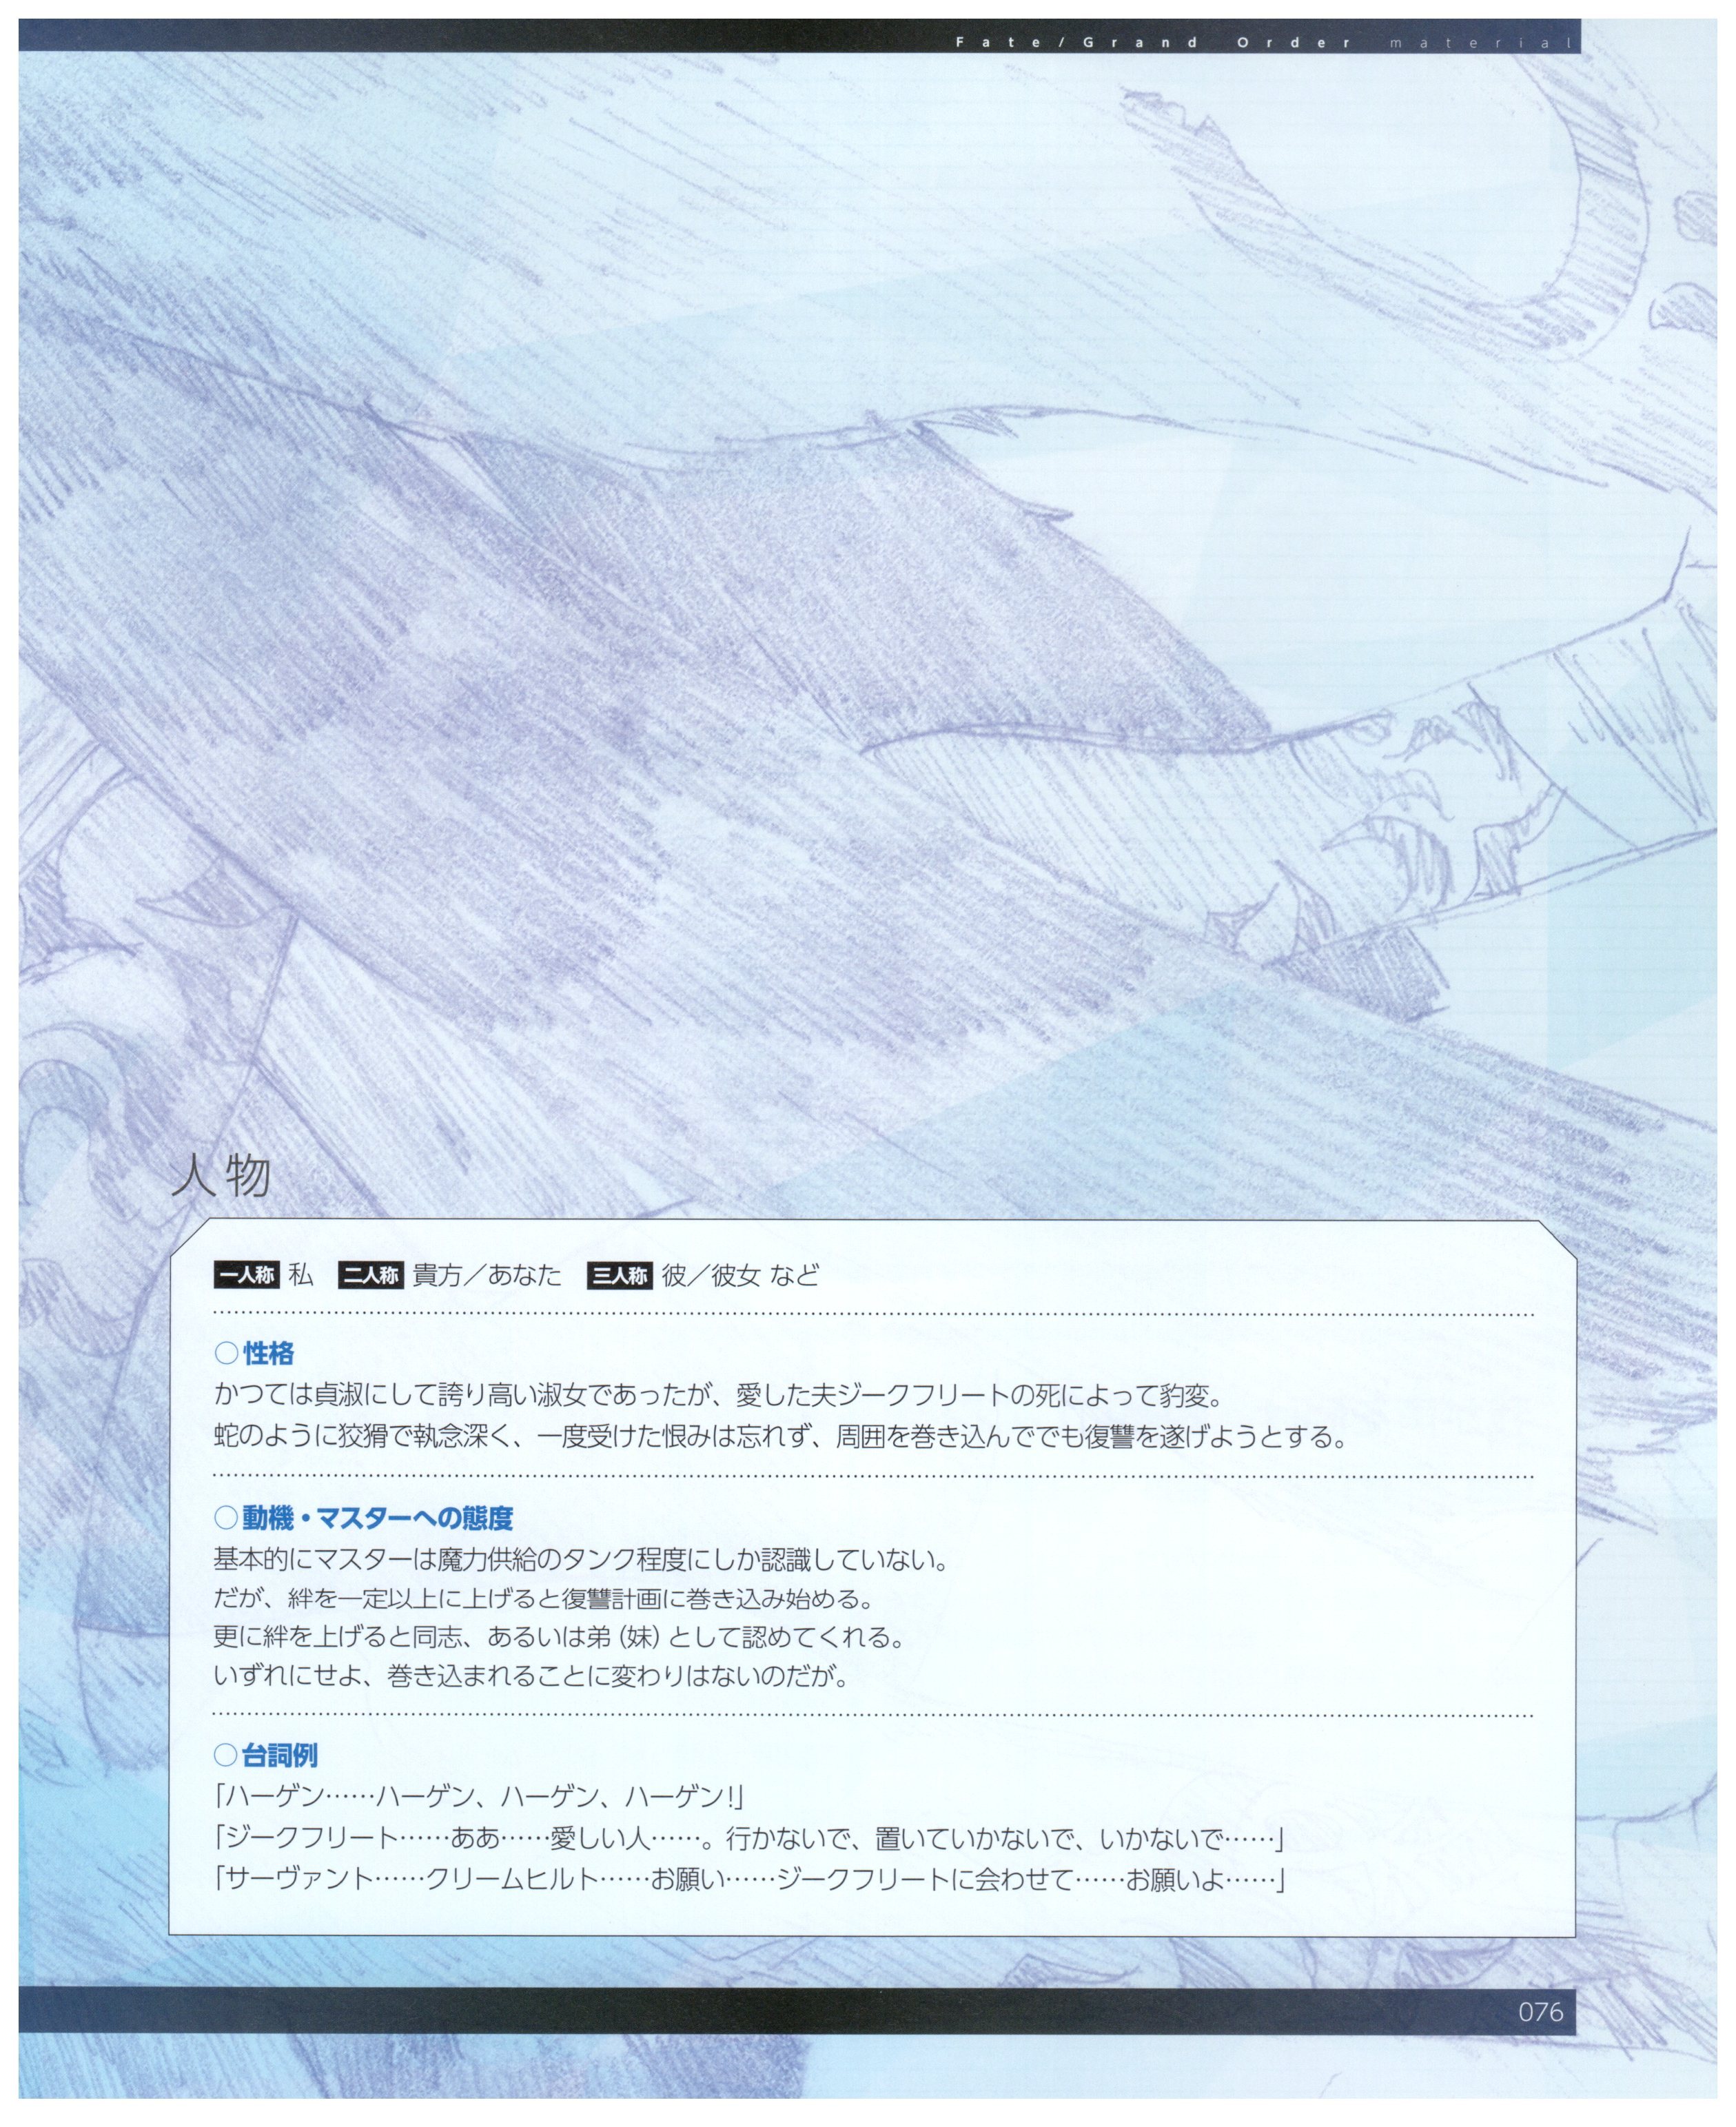 Fate/Grand Order material
人物
一人称 私 二人称 貴方／あなた 三人称 彼／彼女 など
○性格
かつては貞淑にして誇り高い淑女であったが、愛した夫ジークフリートの死によって豹変。
蛇のように狡猾で執念深く、一度受けた恨みは忘れず、周囲を巻き込んででも復讐を遂げようとする。
○動機・マスターへの態度
基本的にマスターは魔力供給のタンク程度にしか認識していない。
だが、絆を一定以上に上げると復讐計画に巻き込み始める。
更に絆を上げると同志、あるいは弟（妹）として認めてくれる。
いずれにせよ、巻き込まれることに変わりはないのだが。
○台詞例
「ハーゲン……ハーゲン、ハーゲン、ハーゲン！」
「ジークフリート……ああ……愛しい人……。行かないで、置いていかないで、いかないで……」
「サーヴァント……クリームヒルト……お願い……ジークフリートに会わせて……お願いよ……」
076